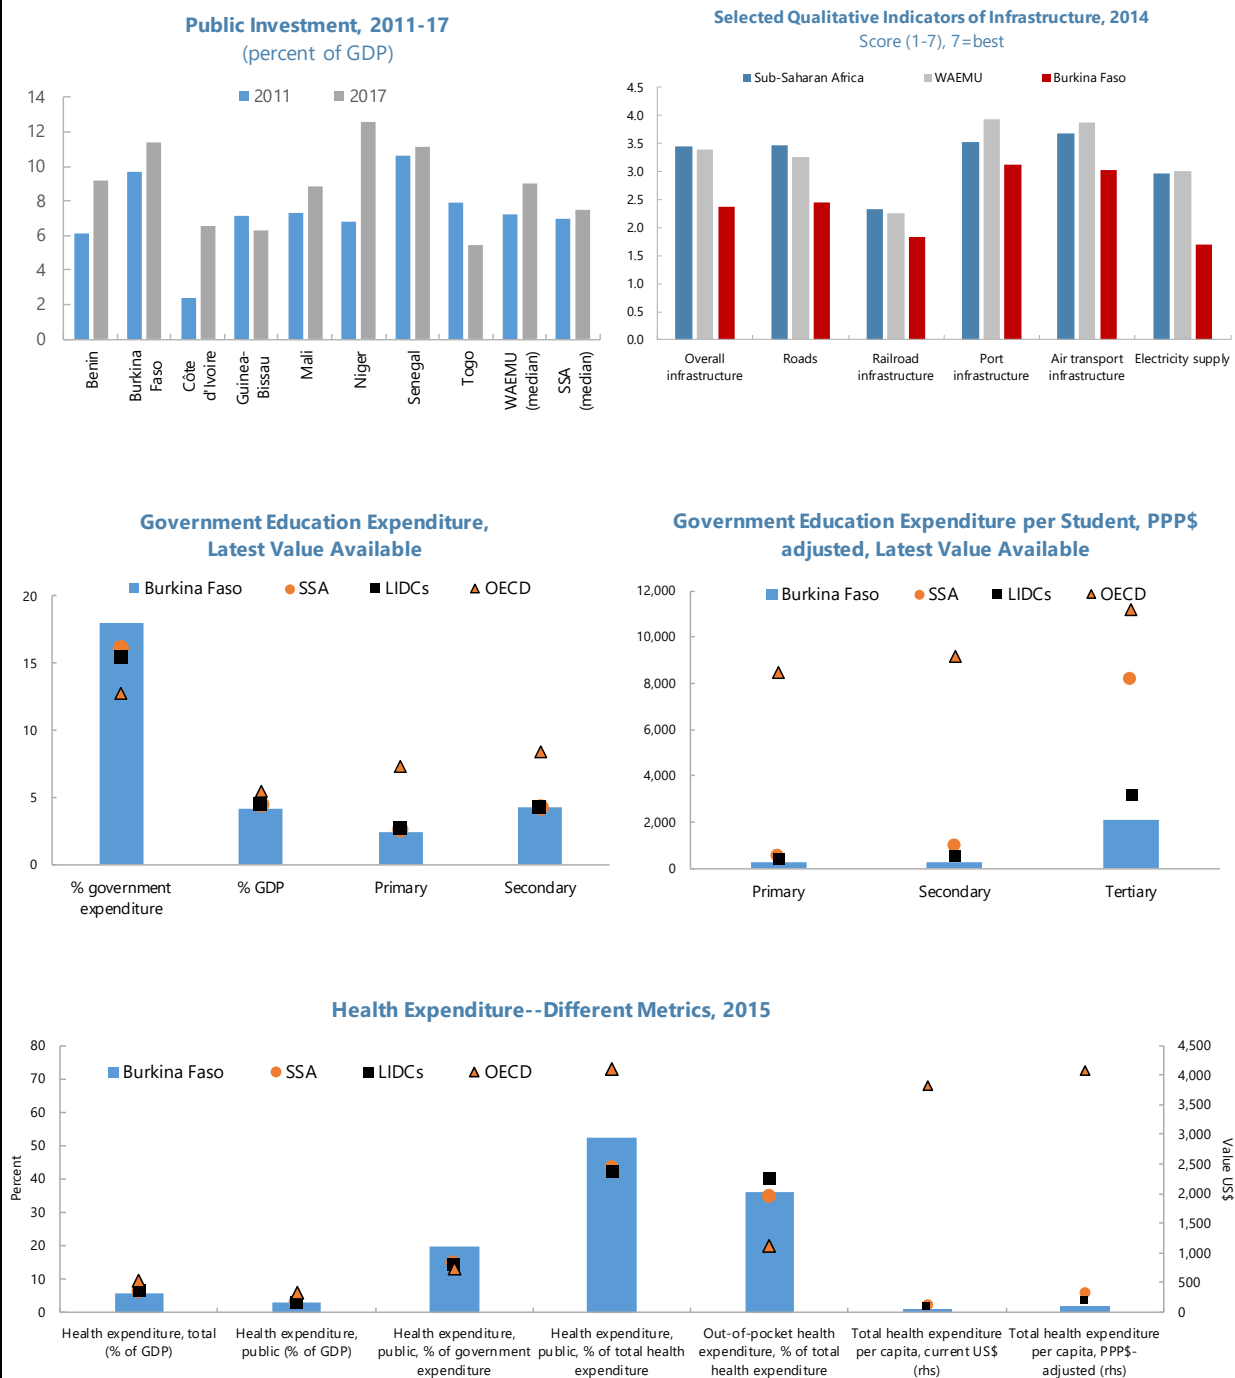 Public Investment, 2011-17
(percent of GDP)
2011 2017
14
12
10
8
6
4
2
0
Benin
Burkina
Faso
Côte
d'Ivoire
Guinea-
Bissau
Mali
Niger
Senegal
Togo
WAEMU
(median)
SSA
(median)
Selected Qualitative Indicators of Infrastructure, 2014
Score (1-7), 7=best
Sub-Saharan Africa WAEMU Burkina Faso
4.5
4.0
3.5
3.0
2.5
2.0
1.5
1.0
0.5
0.0
Overall
infrastructure
Roads
Railroad
infrastructure
Port
infrastructure
Air transport
infrastructure
Electricity supply
Government Education Expenditure,
Latest Value Available
Burkina Faso SSA LIDCs OECD
20
15
10
5
0
% government
expenditure
% GDP
Primary
Secondary
Government Education Expenditure per Student, PPP$
adjusted, Latest Value Available
Burkina Faso SSA LIDCs OECD
12,000
10,000
8,000
6,000
4,000
2,000
0
Primary
Secondary
Tertiary
Health Expenditure--Different Metrics, 2015
Burkina Faso SSA LIDCs OECD
Percent
80
70
60
50
40
30
20
10
0
4,500
4,000
3,500
3,000
2,500
2,000
1,500
1,000
500
0
Value US$
Health expenditure, total
(% of GDP)
Health expenditure,
public (% of GDP)
Health expenditure,
public, % of government
expenditure
Health expenditure,
public, % of total health
expenditure
Out-of-pocket health
expenditure, % of total
health expenditure
Total health expenditure
per capita, current US$
(rhs)
Total health expenditure
per capita, PPP$-
adjusted (rhs)